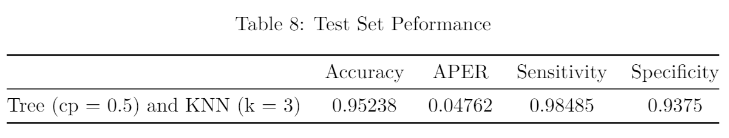 Table 8: Test Set Peformance
Accuracy APER Sensitivity Specificity
Tree (cp = 0.5) and KNN (k = 3) 0.95238 0.04762 0.98485 0.9375